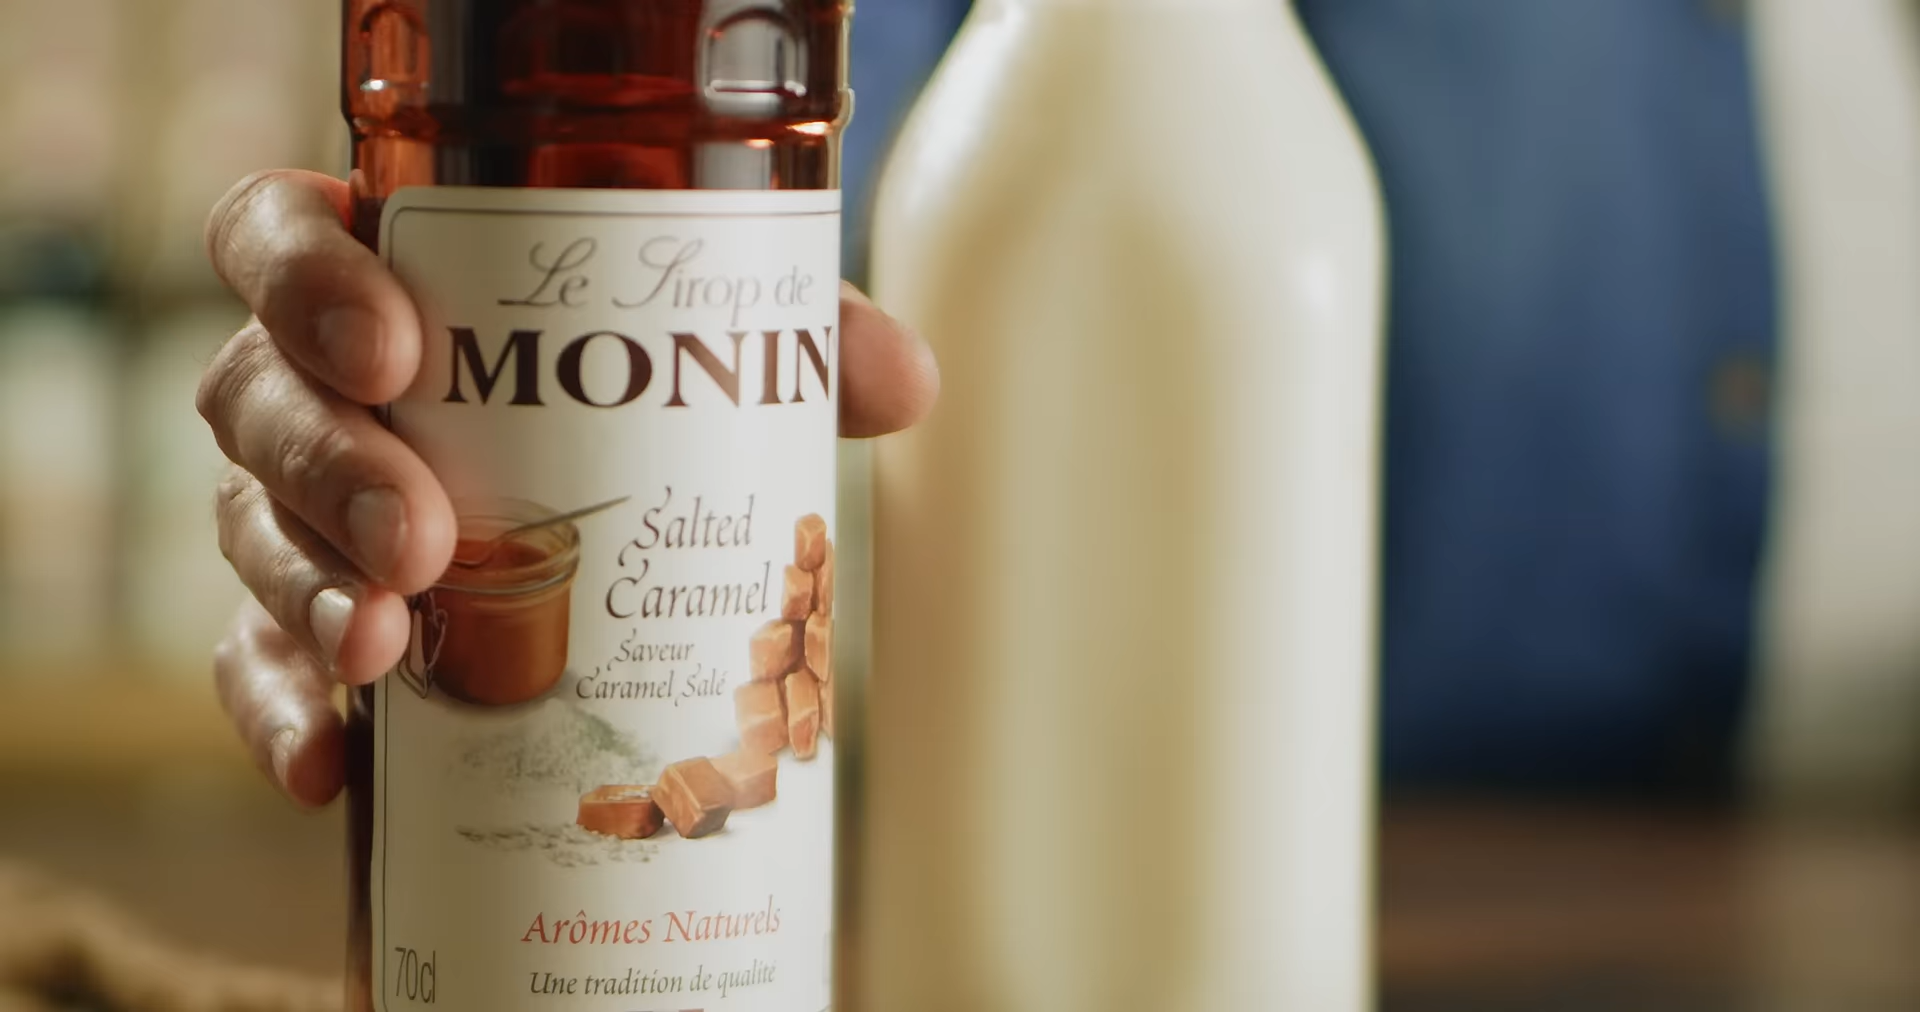 Le Sirop de
MONIN
Salted
Caramel
Saveur
Caramel Salé
Arômes Naturels
70cl
Une tradition de qualité